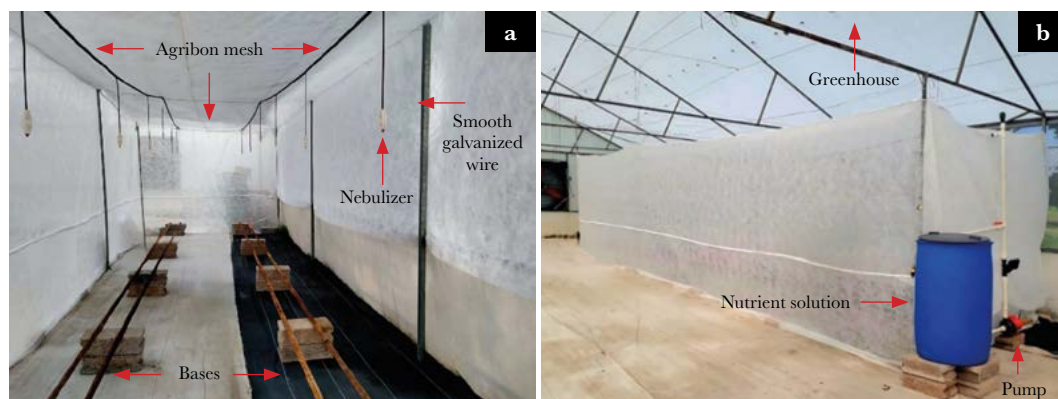 a
Agribon mesh
Smooth
galvanized
wire
Nebulizer
Bases
b
Greenhouse
Nutrient solution
Pump